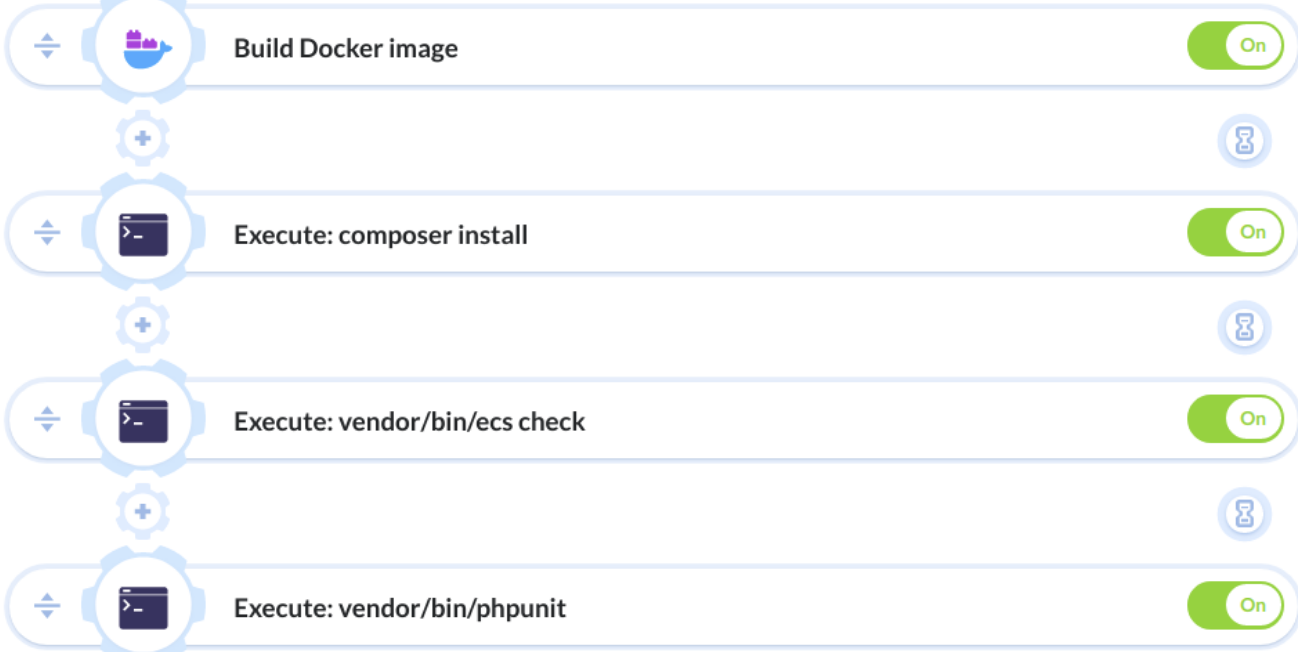 Build Docker image
On
Execute: composer install
On
Execute: vendor/bin/ecs check
On
Execute: vendor/bin/phpunit
On